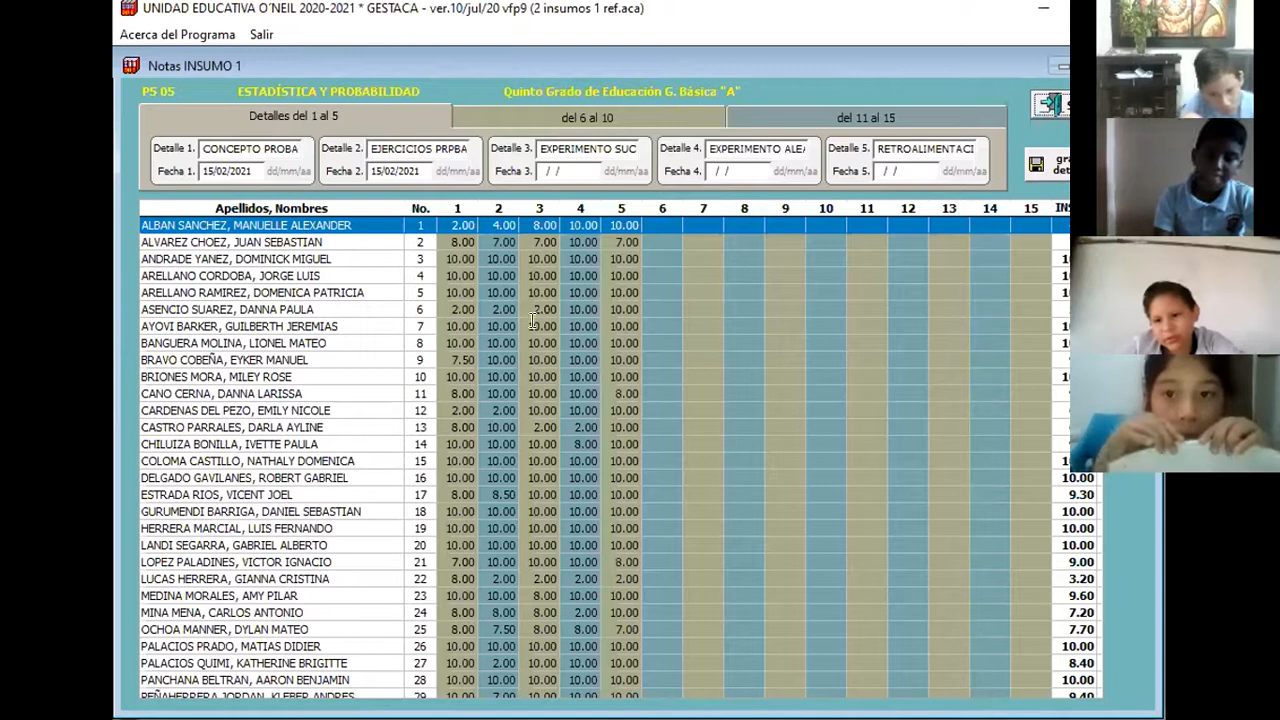 UNIDAD EDUCATIVA O´NEIL 2020-2021 * GESTACA - ver.10/jul/20 vfp9 (2 insumos 1 ref.aca)
Acerca del Programa Salir
Notas INSUMO 1
P5 05 ESTADÍSTICA Y PROBABILIDAD Quinto Grado de Educación G. Básica "A"
Detalles del 1 al 5 del 6 al 10 del 11 al 15
Detalle 1. CONCEPTO PROBA Detalle 2. EJERCICIOS PRPBA Detalle 3. EXPERIMENTO SUC Detalle 4. EXPERIMENTO ALE Detalle 5. RETROALIMENTACI
Fecha 1. 15/02/2021 dd/mm/aa Fecha 2. 15/02/2021 dd/mm/aa Fecha 3. / / dd/mm/aa Fecha 4. / / dd/mm/aa Fecha 5. / / dd/mm/aa
Apellidos, Nombres No. 1 2 3 4 5 6 7 8 9 10 11 12 13 14 15
ALBAN SANCHEZ, MANUELLE ALEXANDER 1 2.00 4.00 8.00 10.00 10.00
ALVAREZ CHOEZ, JUAN SEBASTIAN 2 8.00 7.00 7.00 10.00 7.00
ANDRADE YANEZ, DOMINICK MIGUEL 3 10.00 10.00 10.00 10.00 10.00
ARELLANO CORDOBA, JORGE LUIS 4 10.00 10.00 10.00 10.00 10.00
ARELLANO RAMIREZ, DOMENICA PATRICIA 5 10.00 10.00 10.00 10.00 10.00
ASENCIO SUAREZ, DANNA PAULA 6 2.00 2.00 10.00 10.00
AYOVI BARKER, GUILBERTH JEREMIAS 7 10.00 10.00 10.00 10.00
BANGUERA MOLINA, LIONEL MATEO 8 10.00 10.00 10.00 10.00 10.00
BRAVO COBEÑA, EYKER MANUEL 9 7.50 10.00 10.00 10.00 10.00
BRIONES MORA, MILEY ROSE 10 10.00 10.00 10.00 10.00 10.00
CANO CERNA, DANNA LARISSA 11 8.00 10.00 10.00 10.00 8.00
CARDENAS DEL PEZO, EMILY NICOLE 12 2.00 2.00 10.00 10.00 10.00
CASTRO PARRALES, DARLA AYLINE 13 8.00 10.00 2.00 2.00 10.00
CHILUIZA BONILLA, IVETTE PAULA 14 10.00 10.00 10.00 8.00 10.00
COLOMA CASTILLO, NATHALY DOMENICA 15 10.00 10.00 10.00 10.00 10.00
DELGADO GAVILANES, ROBERT GABRIEL 16 10.00 10.00 10.00 10.00 10.00 10.00
ESTRADA RIOS, VICENT JOEL 17 8.00 8.50 10.00 10.00 10.00 9.30
GURUMENDI BARRIGA, DANIEL SEBASTIAN 18 10.00 10.00 10.00 10.00 10.00 10.00
HERRERA MARCIAL, LUIS FERNANDO 19 10.00 10.00 10.00 10.00 10.00 10.00
LANDI SEGARRA, GABRIEL ALBERTO 20 10.00 10.00 10.00 10.00 10.00 10.00
LOPEZ PALADINES, VICTOR IGNACIO 21 7.00 10.00 10.00 10.00 8.00 9.00
LUCAS HERRERA, GIANNA CRISTINA 22 8.00 2.00 2.00 2.00 2.00 3.20
MEDINA MORALES, AMY PILAR 23 10.00 10.00 8.00 10.00 10.00 9.60
MINA MENA, CARLOS ANTONIO 24 8.00 8.00 8.00 2.00 10.00 7.20
OCHOA MANNER, DYLAN MATEO 25 8.00 7.50 8.00 8.00 7.00 7.70
PALACIOS PRADO, MATIAS DIDIER 26 10.00 10.00 10.00 10.00 10.00 10.00
PALACIOS QUIMI, KATHERINE BRIGITTE 27 10.00 2.00 10.00 10.00 10.00 8.40
PANCHANA BELTRAN, AARON BENJAMIN 28 10.00 10.00 10.00 10.00 10.00 10.00
PEÑAHERRERA JORDAN, KLEBER ANDRES 29 10.00 7.00 10.00 10.00 10.00 9.40